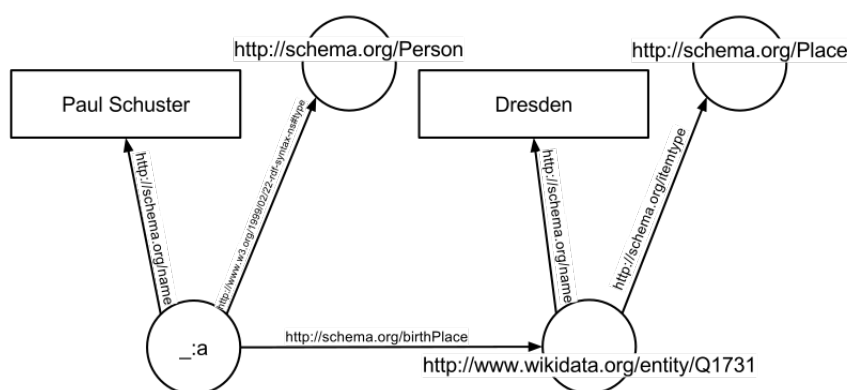 http://schema.org/Person
http://schema.org/Place
Paul Schuster
Dresden
http://schema.org/name
http://www.w3.org/1999/02/22-rdf-syntax-ns#type
http://schema.org/name
http://schema.org/itemtype
_:a
http://schema.org/birthPlace
http://www.wikidata.org/entity/Q1731